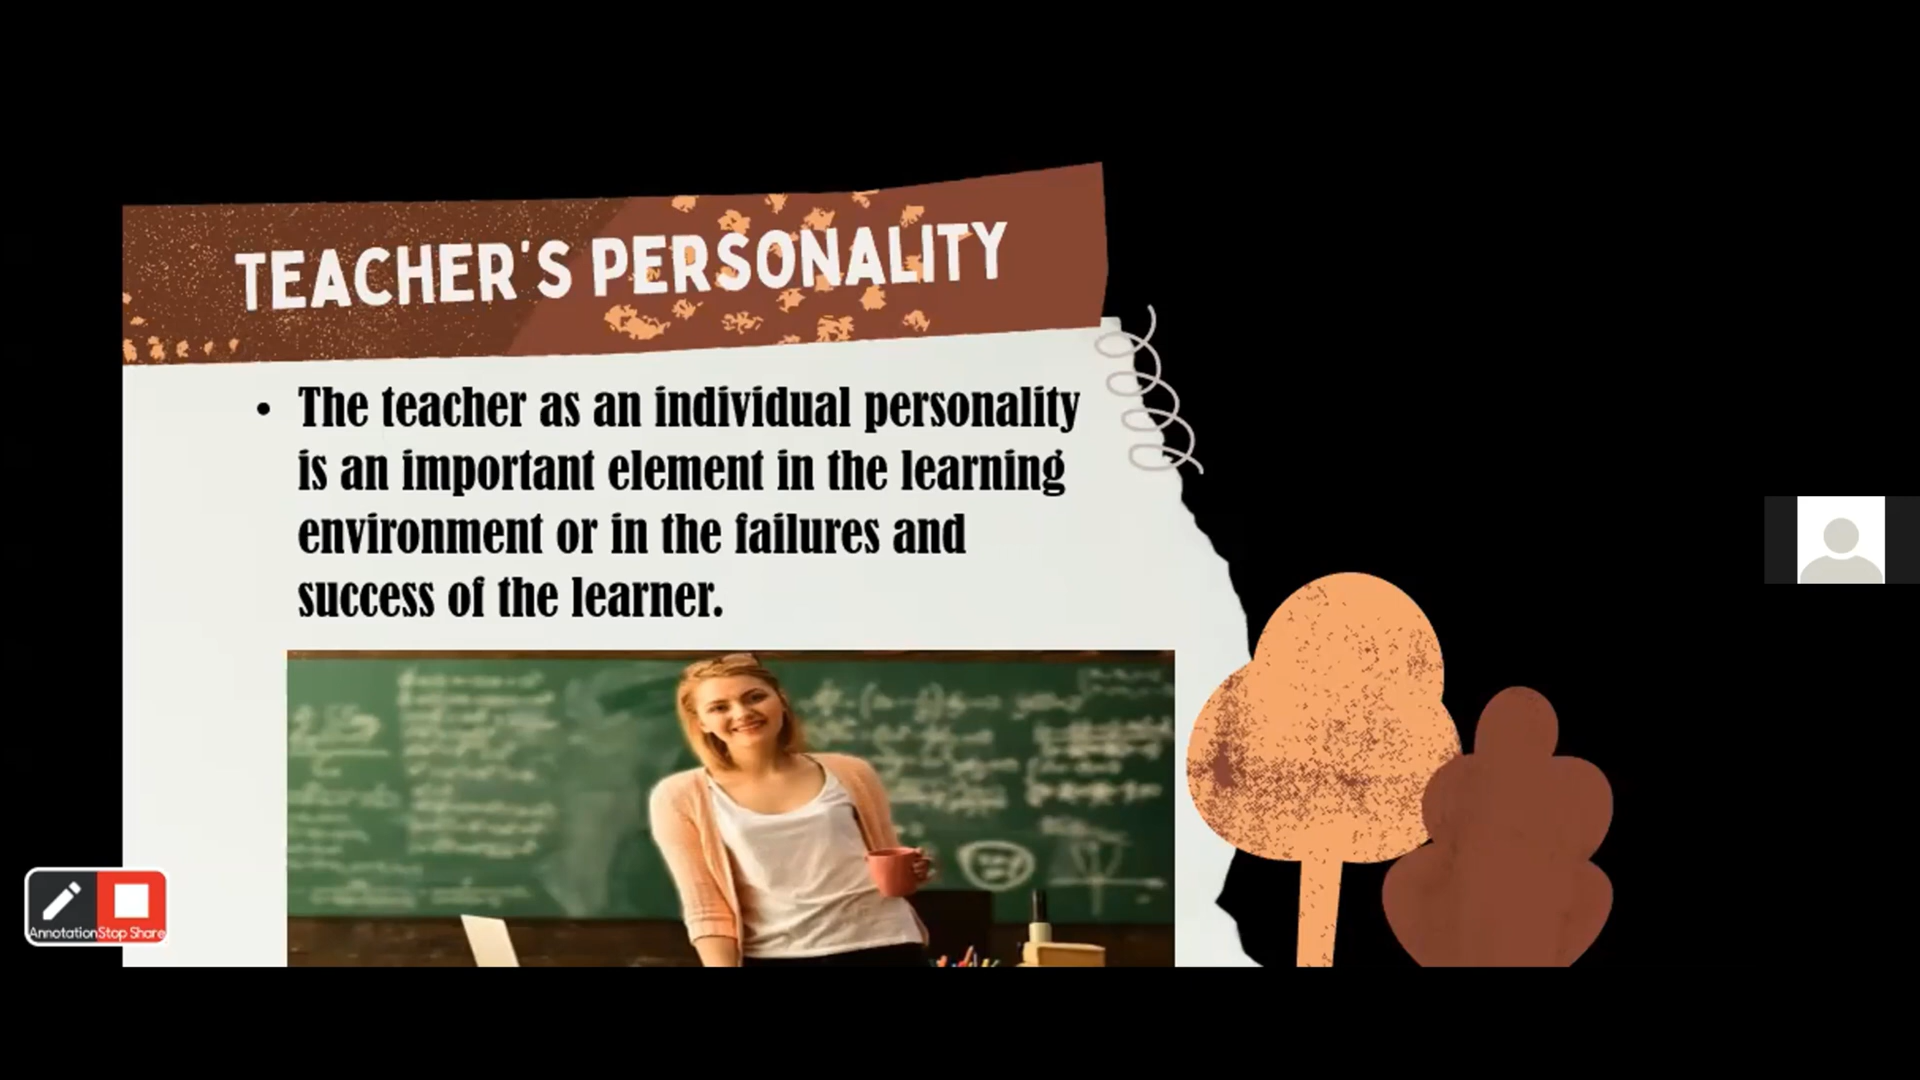 TEACHER'S PERSONALITY
• The teacher as an individual personality
is an important element in the learning
environment or in the failures and
success of the learner.
Annotation Stop Share